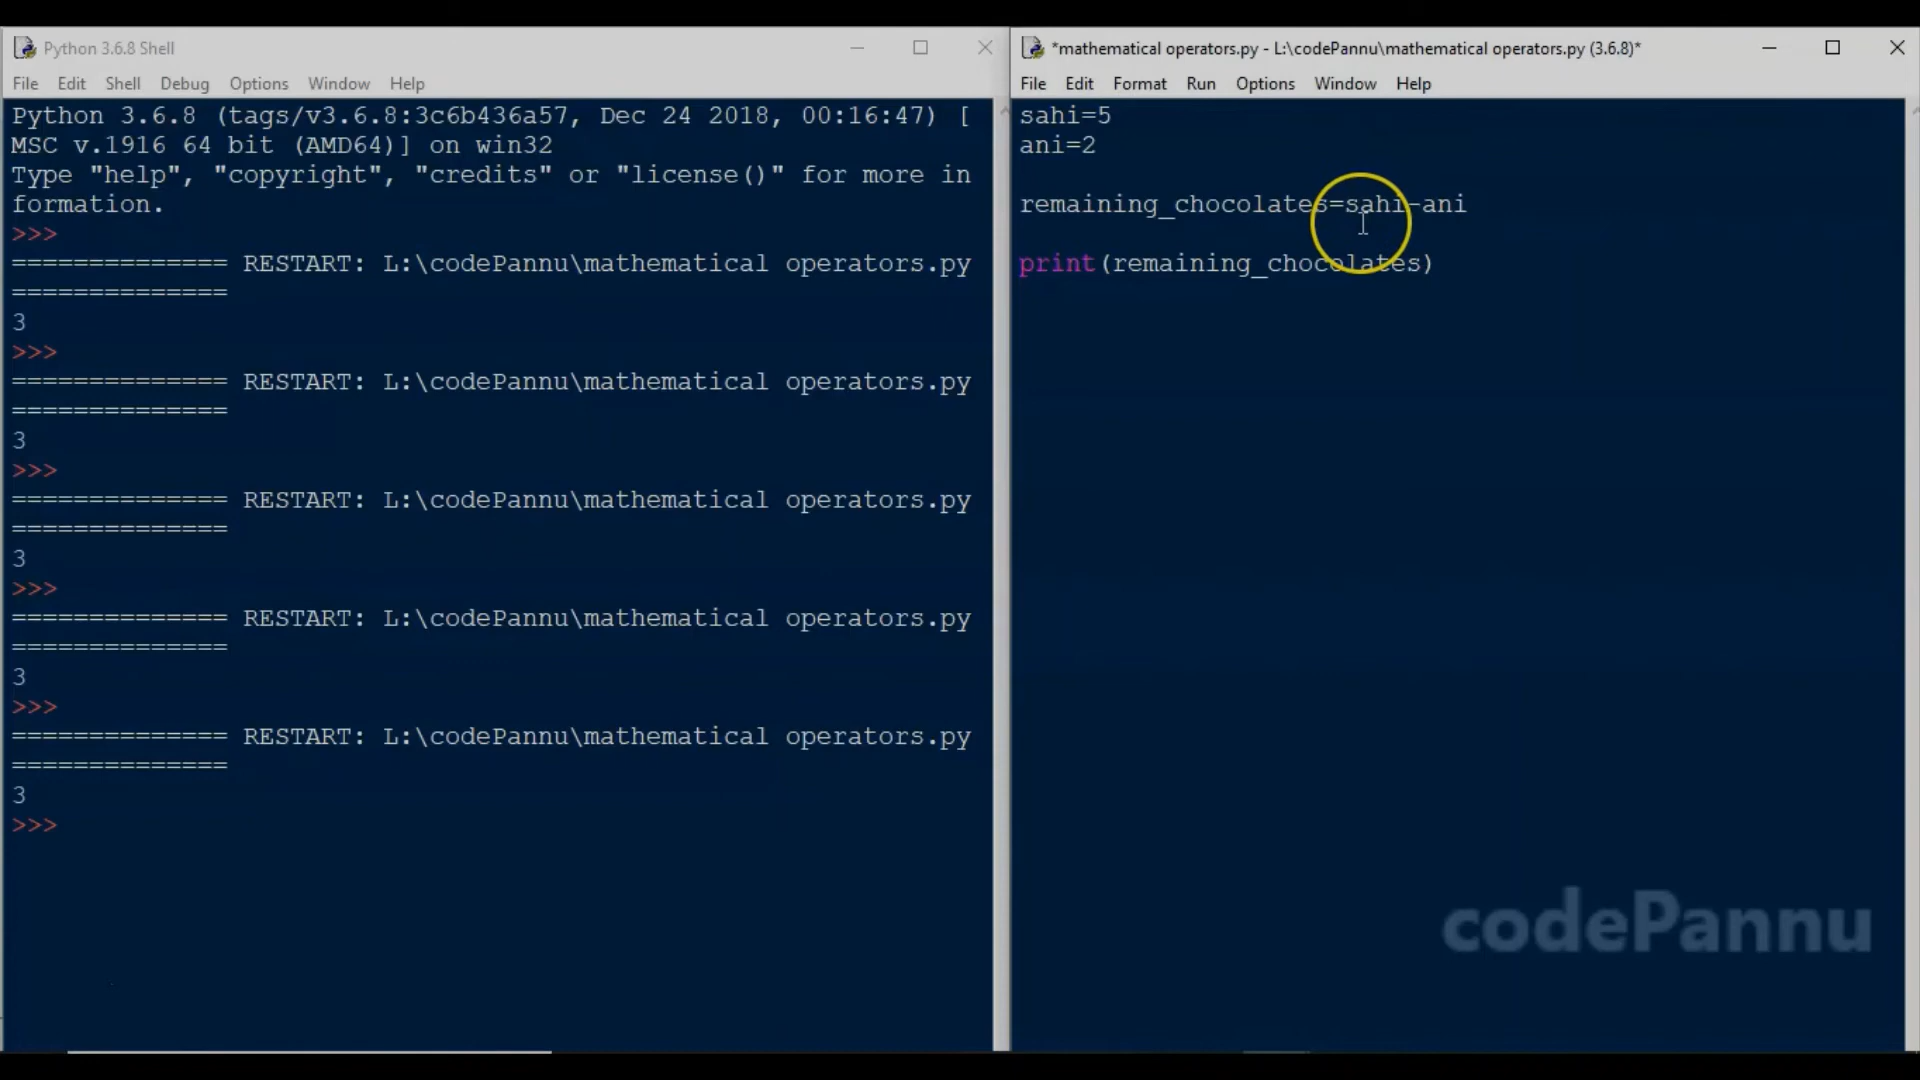 Python 3.6.8 Shell
File Edit Shell Debug Options Window Help
Python 3.6.8 (tags/v3.6.8:3c6b436a57, Dec 24 2018, 00:16:47) [
MSC v.1916 64 bit (AMD64)] on win32
Type "help", "copyright", "credits" or "license()" for more in
formation.
>>>
============== RESTART: L:\codePannu\mathematical operators.py
==============
3
>>>
============== RESTART: L:\codePannu\mathematical operators.py
==============
3
>>>
============== RESTART: L:\codePannu\mathematical operators.py
==============
3
>>>
============== RESTART: L:\codePannu\mathematical operators.py
==============
3
>>>
============== RESTART: L:\codePannu\mathematical operators.py
==============
3
>>>
*mathematical operators.py - L:\codePannu\mathematical operators.py (3.6.8)*
File Edit Format Run Options Window Help
sahi=5
ani=2
remaining_chocolates=sahi-ani
print(remaining_chocolates)
codePannu